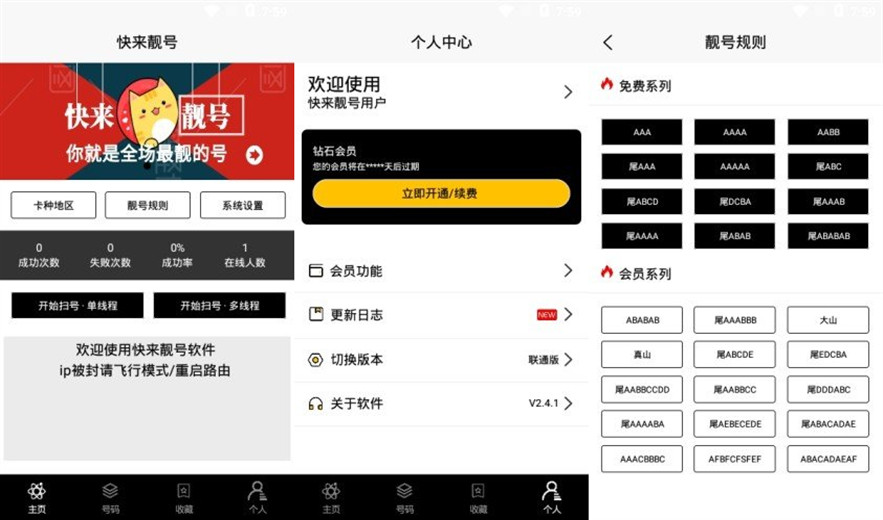 7:59
快来靓号
快来
靓号
你就是全场最靓的号
卡种地区
靓号规则
系统设置
0
0
0%
1
成功次数
失败次数
成功率
在线人数
开始扫号 · 单线程
开始扫号 · 多线程
欢迎使用快来靓号软件
ip被封请飞行模式/重启路由
主页
号码
收藏
个人
7:59
个人中心
欢迎使用
快来靓号用户
钻石会员
您的会员将在*****天后过期
立即开通/续费
会员功能
更新日志
NEW
切换版本
联通版
关于软件
V2.4.1
主页
号码
收藏
个人
7:59
靓号规则
免费系列
AAA
AAAA
AABB
尾AAA
AAAAA
尾ABC
尾ABCD
尾DCBA
尾AAAB
尾AAAA
尾ABAB
尾ABABAB
会员系列
ABABAB
尾AAABBB
大山
真山
尾ABCDE
尾EDCBA
尾AABBCCDD
尾AABBCC
尾DDDABC
尾AAAABA
尾AEBECEDE
尾ABACADAE
AAACBBBC
AFBFCFSFEF
ABACADAEAF